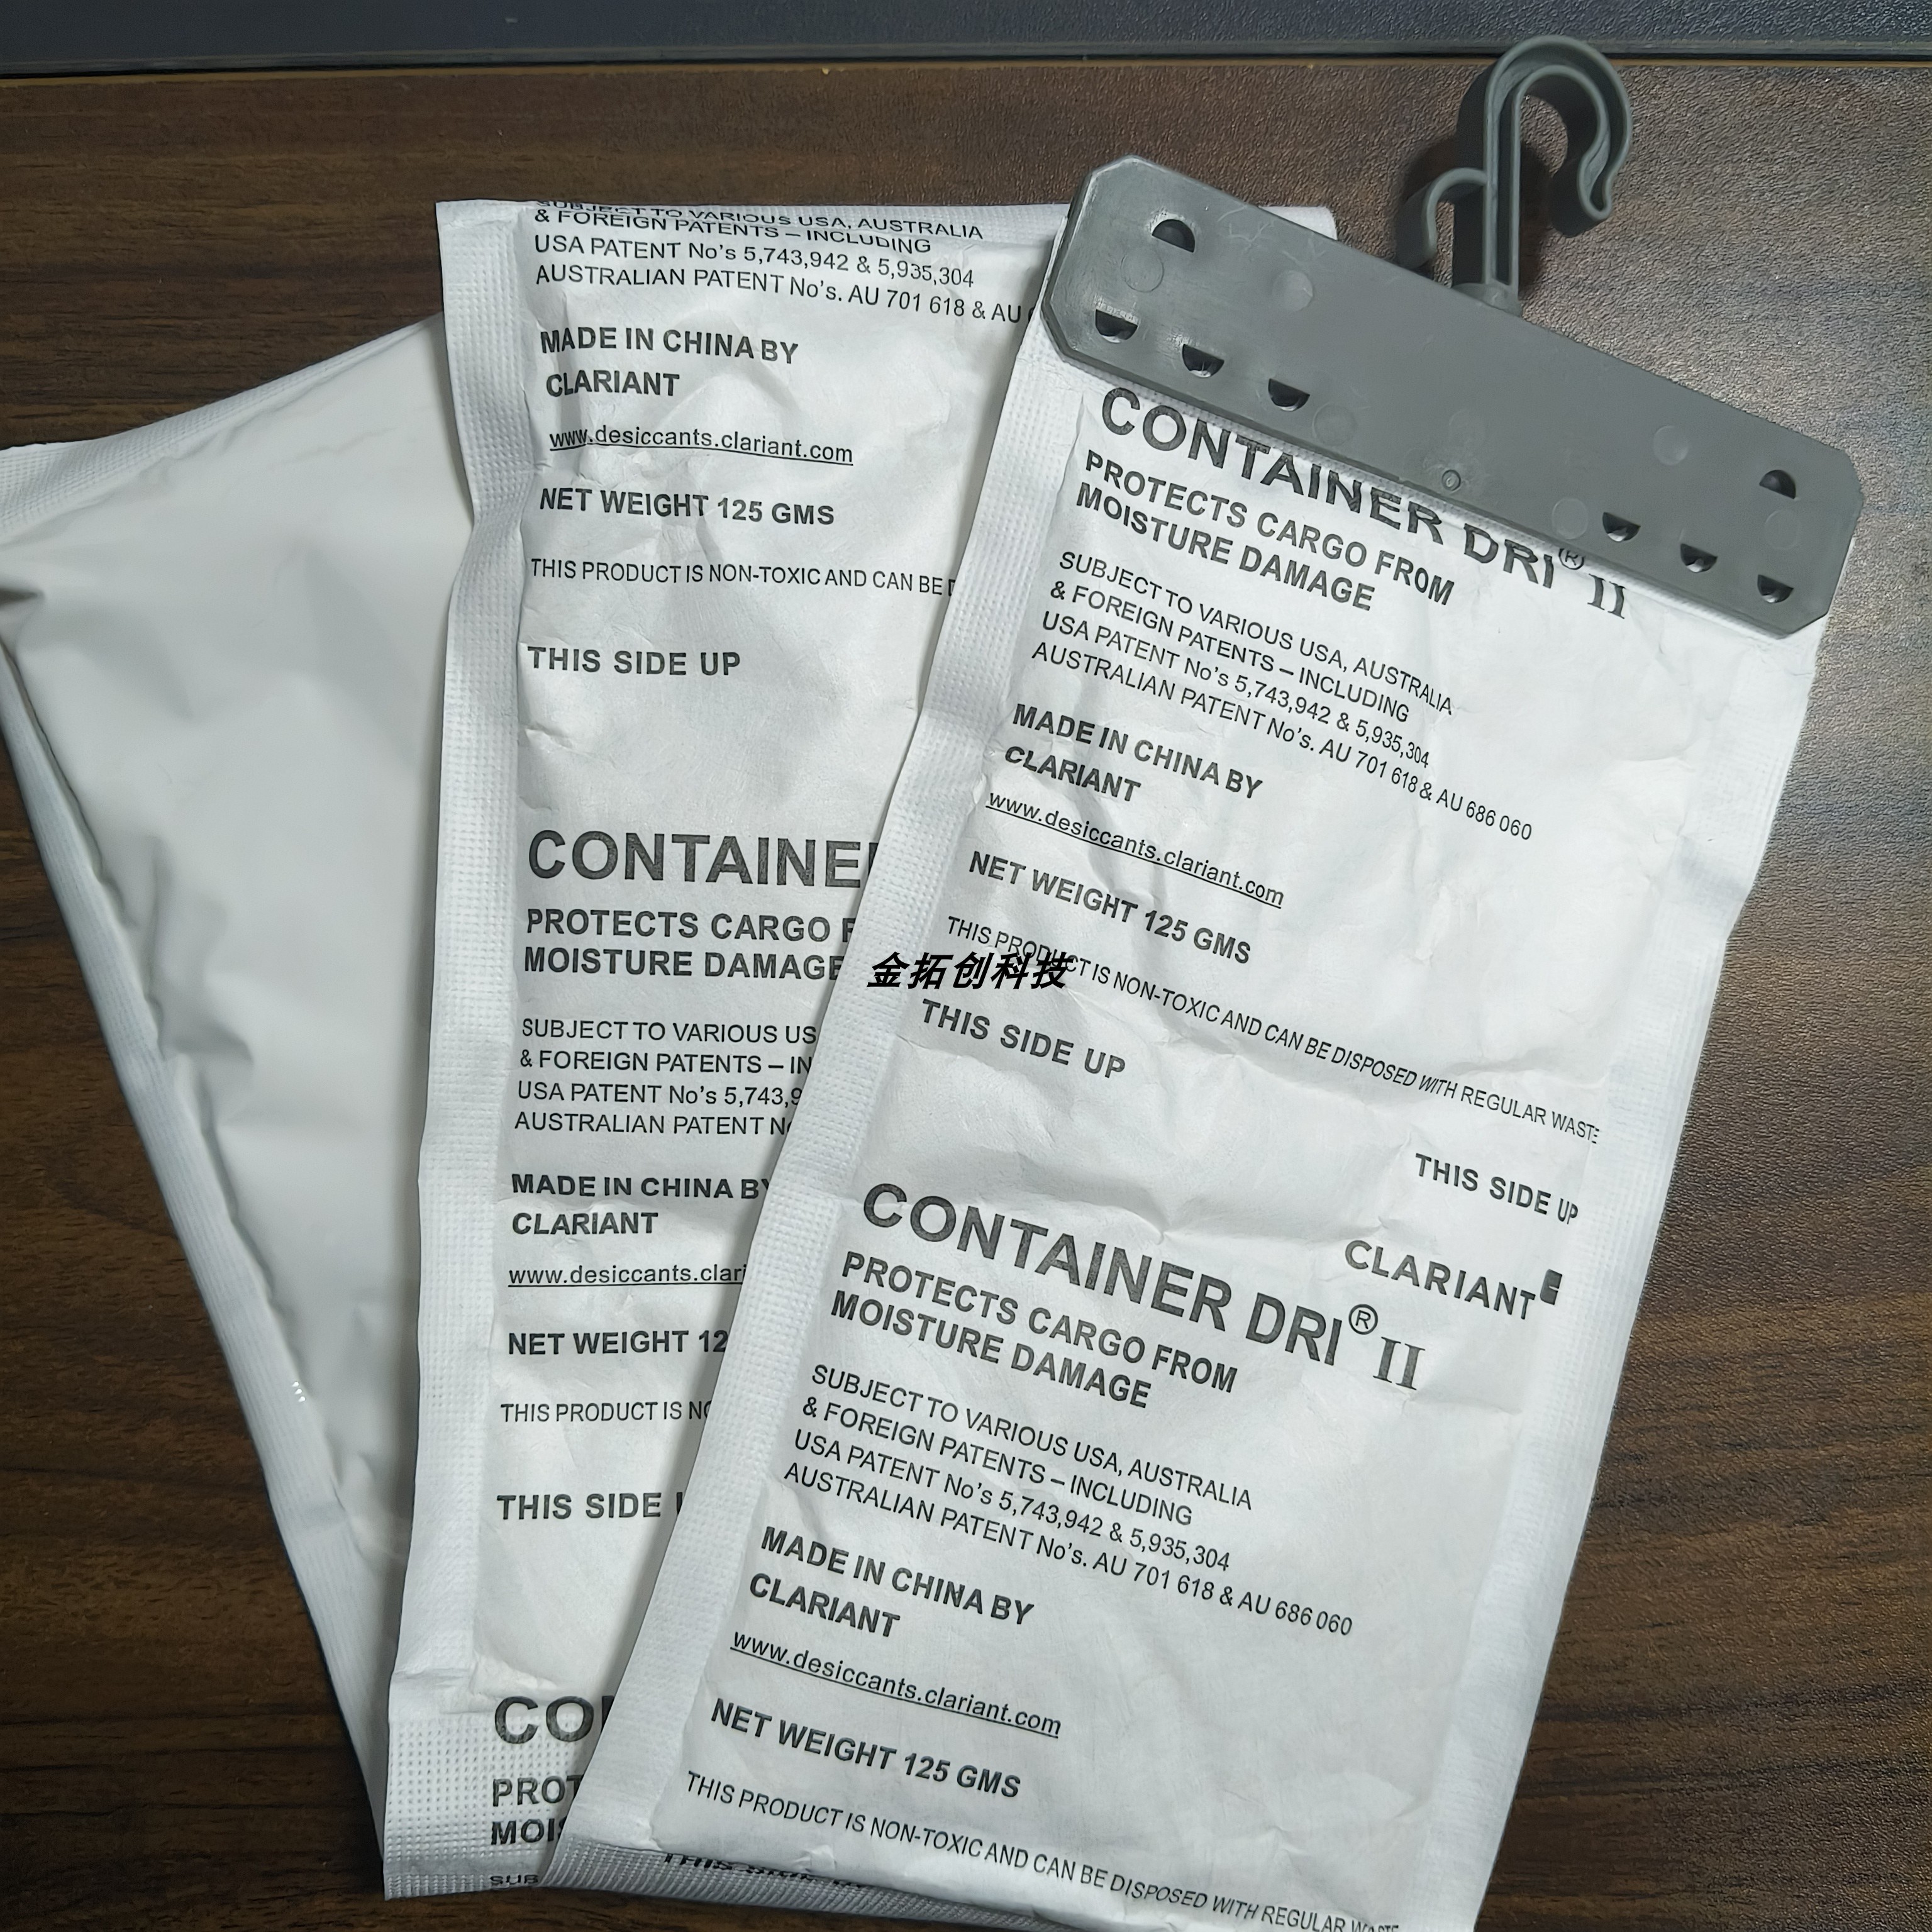 SUBJECT TO VARIOUS USA, AUSTRALIA
& FOREIGN PATENTS – INCLUDING
USA PATENT No's 5,743,942 & 5,935,304
AUSTRALIAN PATENT No's. AU 701 618 & AU
MADE IN CHINA BY
CLARIANT
www.desiccants.clariant.com
NET WEIGHT 125 GMS
THIS PRODUCT IS NON-TOXIC AND CAN BE
THIS SIDE UP
CONTAINE
PROTECTS CARGO F
MOISTURE DAMAGE
SUBJECT TO VARIOUS US
& FOREIGN PATENTS – IN
USA PATENT No's 5,743,9
AUSTRALIAN PATENT N
MADE IN CHINA BY
CLARIANT
www.desiccants.clari
NET WEIGHT 12
THIS PRODUCT IS NO
THIS SIDE
CO
PROT
MOIS
SUB
CONTAINER DRI® II
PROTECTS CARGO FROM
MOISTURE DAMAGE
SUBJECT TO VARIOUS USA, AUSTRALIA
& FOREIGN PATENTS – INCLUDING
USA PATENT No's 5,743,942 & 5,935,304
AUSTRALIAN PATENT No's. AU 701 618 & AU 686 060
MADE IN CHINA BY
CLARIANT
www.desiccants.clariant.com
NET WEIGHT 125 GMS
THIS PRODUCT IS NON-TOXIC AND CAN BE DISPOSED WITH REGULAR WASTE
金拓创科技
THIS SIDE UP
THIS SIDE UP
CLARIANT
CONTAINER DRI® II
PROTECTS CARGO FROM
MOISTURE DAMAGE
SUBJECT TO VARIOUS USA, AUSTRALIA
& FOREIGN PATENTS – INCLUDING
USA PATENT No's 5,743,942 & 5,935,304
AUSTRALIAN PATENT No's. AU 701 618 & AU 686 060
MADE IN CHINA BY
CLARIANT
www.desiccants.clariant.com
NET WEIGHT 125 GMS
THIS PRODUCT IS NON-TOXIC AND CAN BE DISPOSED WITH REGULAR WASTE
THIS SIDE